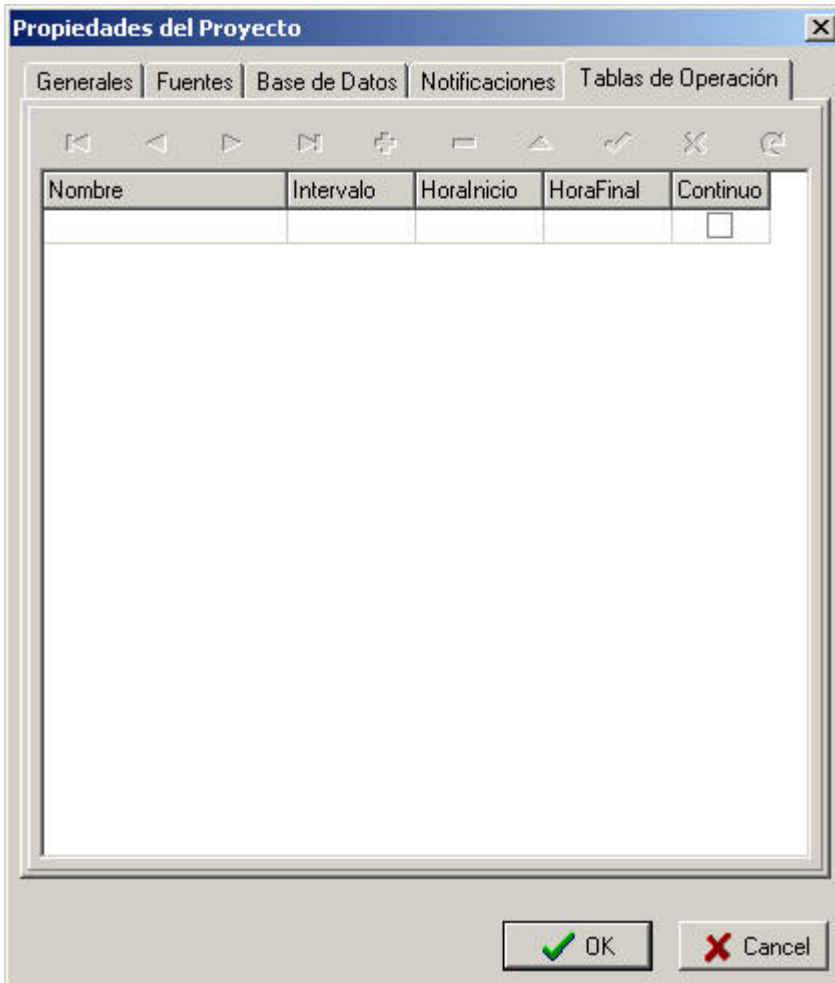 Propiedades del Proyecto
Generales Fuentes Base de Datos Notificaciones Tablas de Operación
Nombre Intervalo HoraInicio HoraFinal Continuo
OK Cancel